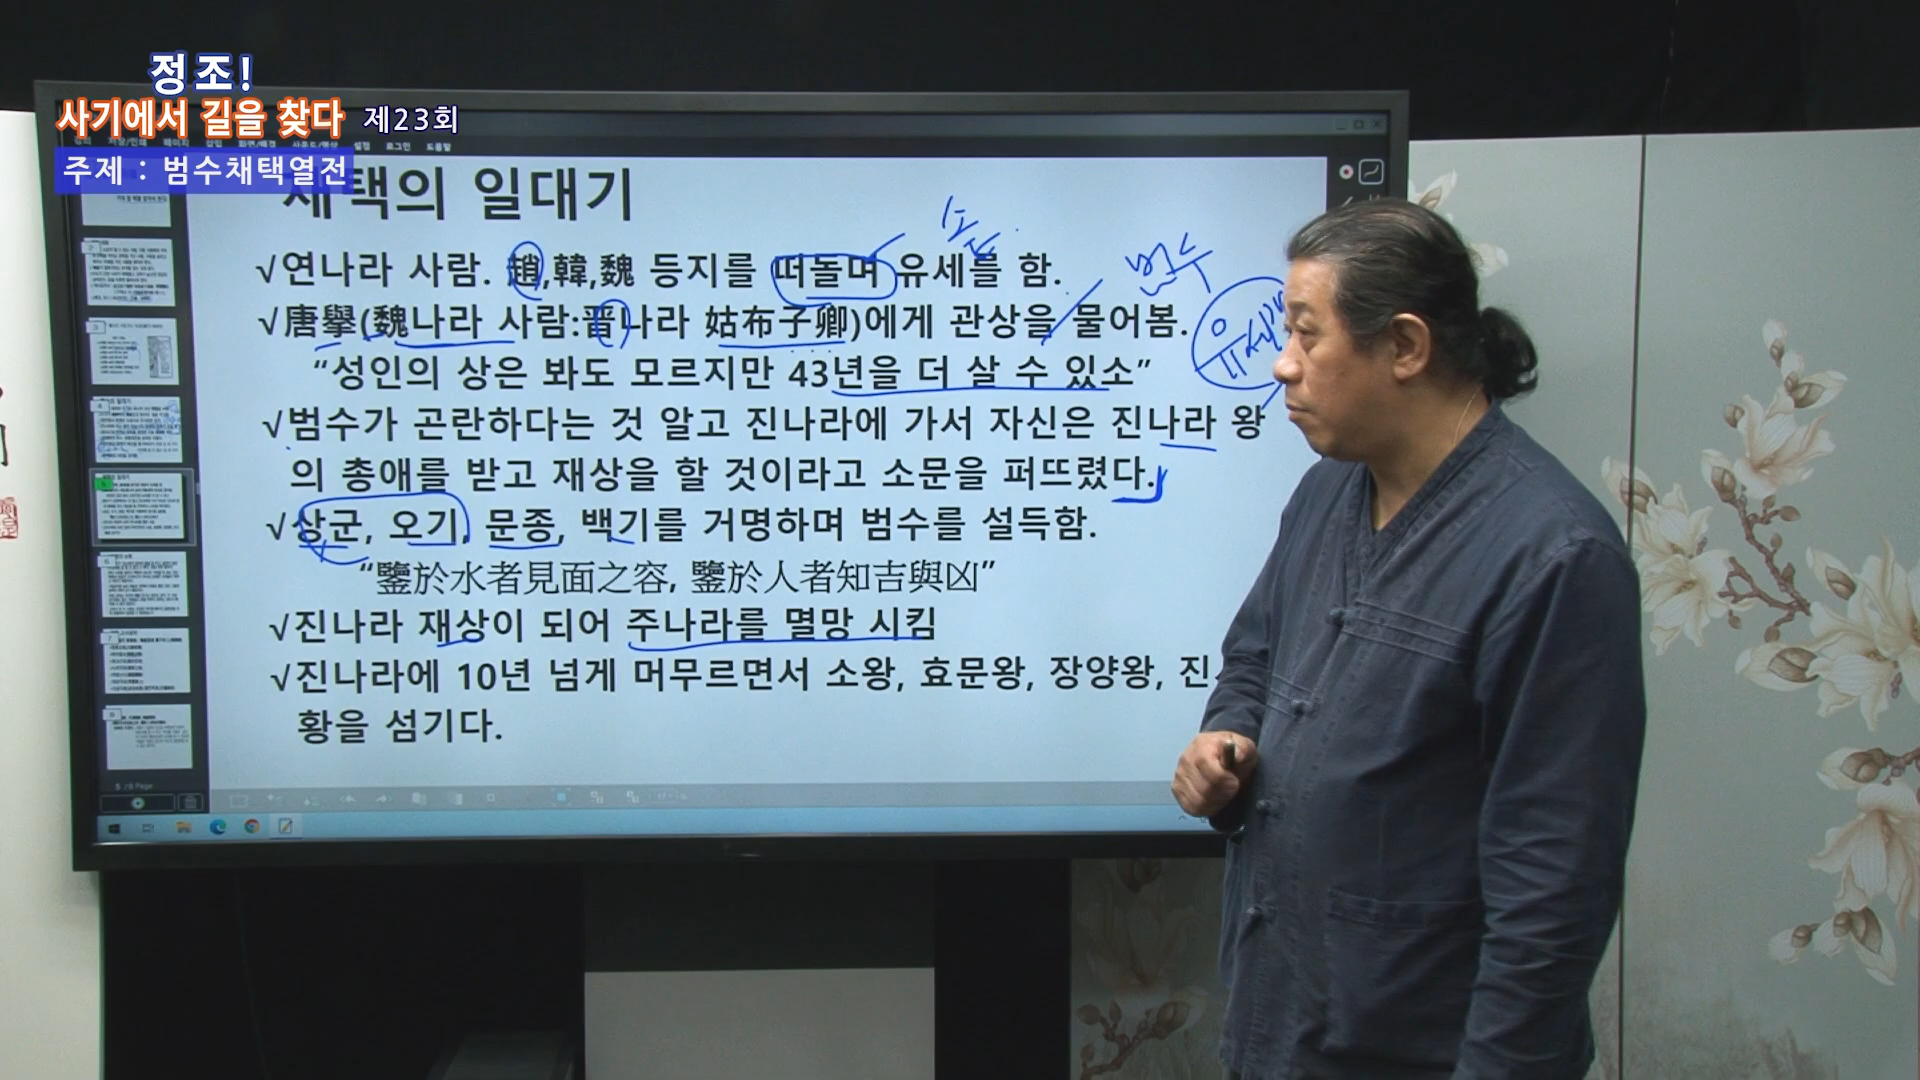 정조!
사기에서 길을 찾다 제23회
주제 : 범수채택열전
채택의 일대기
√연나라 사람. 趙,韓,魏 등지를 떠돌며 유세를 함.
√唐擧(魏나라 사람:晋나라 姑布子卿)에게 관상을 물어봄.
“성인의 상은 봐도 모르지만 43년을 더 살 수 있소”
√범수가 곤란하다는 것 알고 진나라에 가서 자신은 진나라 왕
의 총애를 받고 재상을 할 것이라고 소문을 퍼뜨렸다.
√상군, 오기, 문종, 백기를 거명하며 범수를 설득함.
“鑒於水者見面之容, 鑒於人者知吉與凶”
√진나라 재상이 되어 주나라를 멸망 시킴
√진나라에 10년 넘게 머무르면서 소왕, 효문왕, 장양왕, 진
황을 섬기다.
범수
로그인 도움말
5 / 8 Page